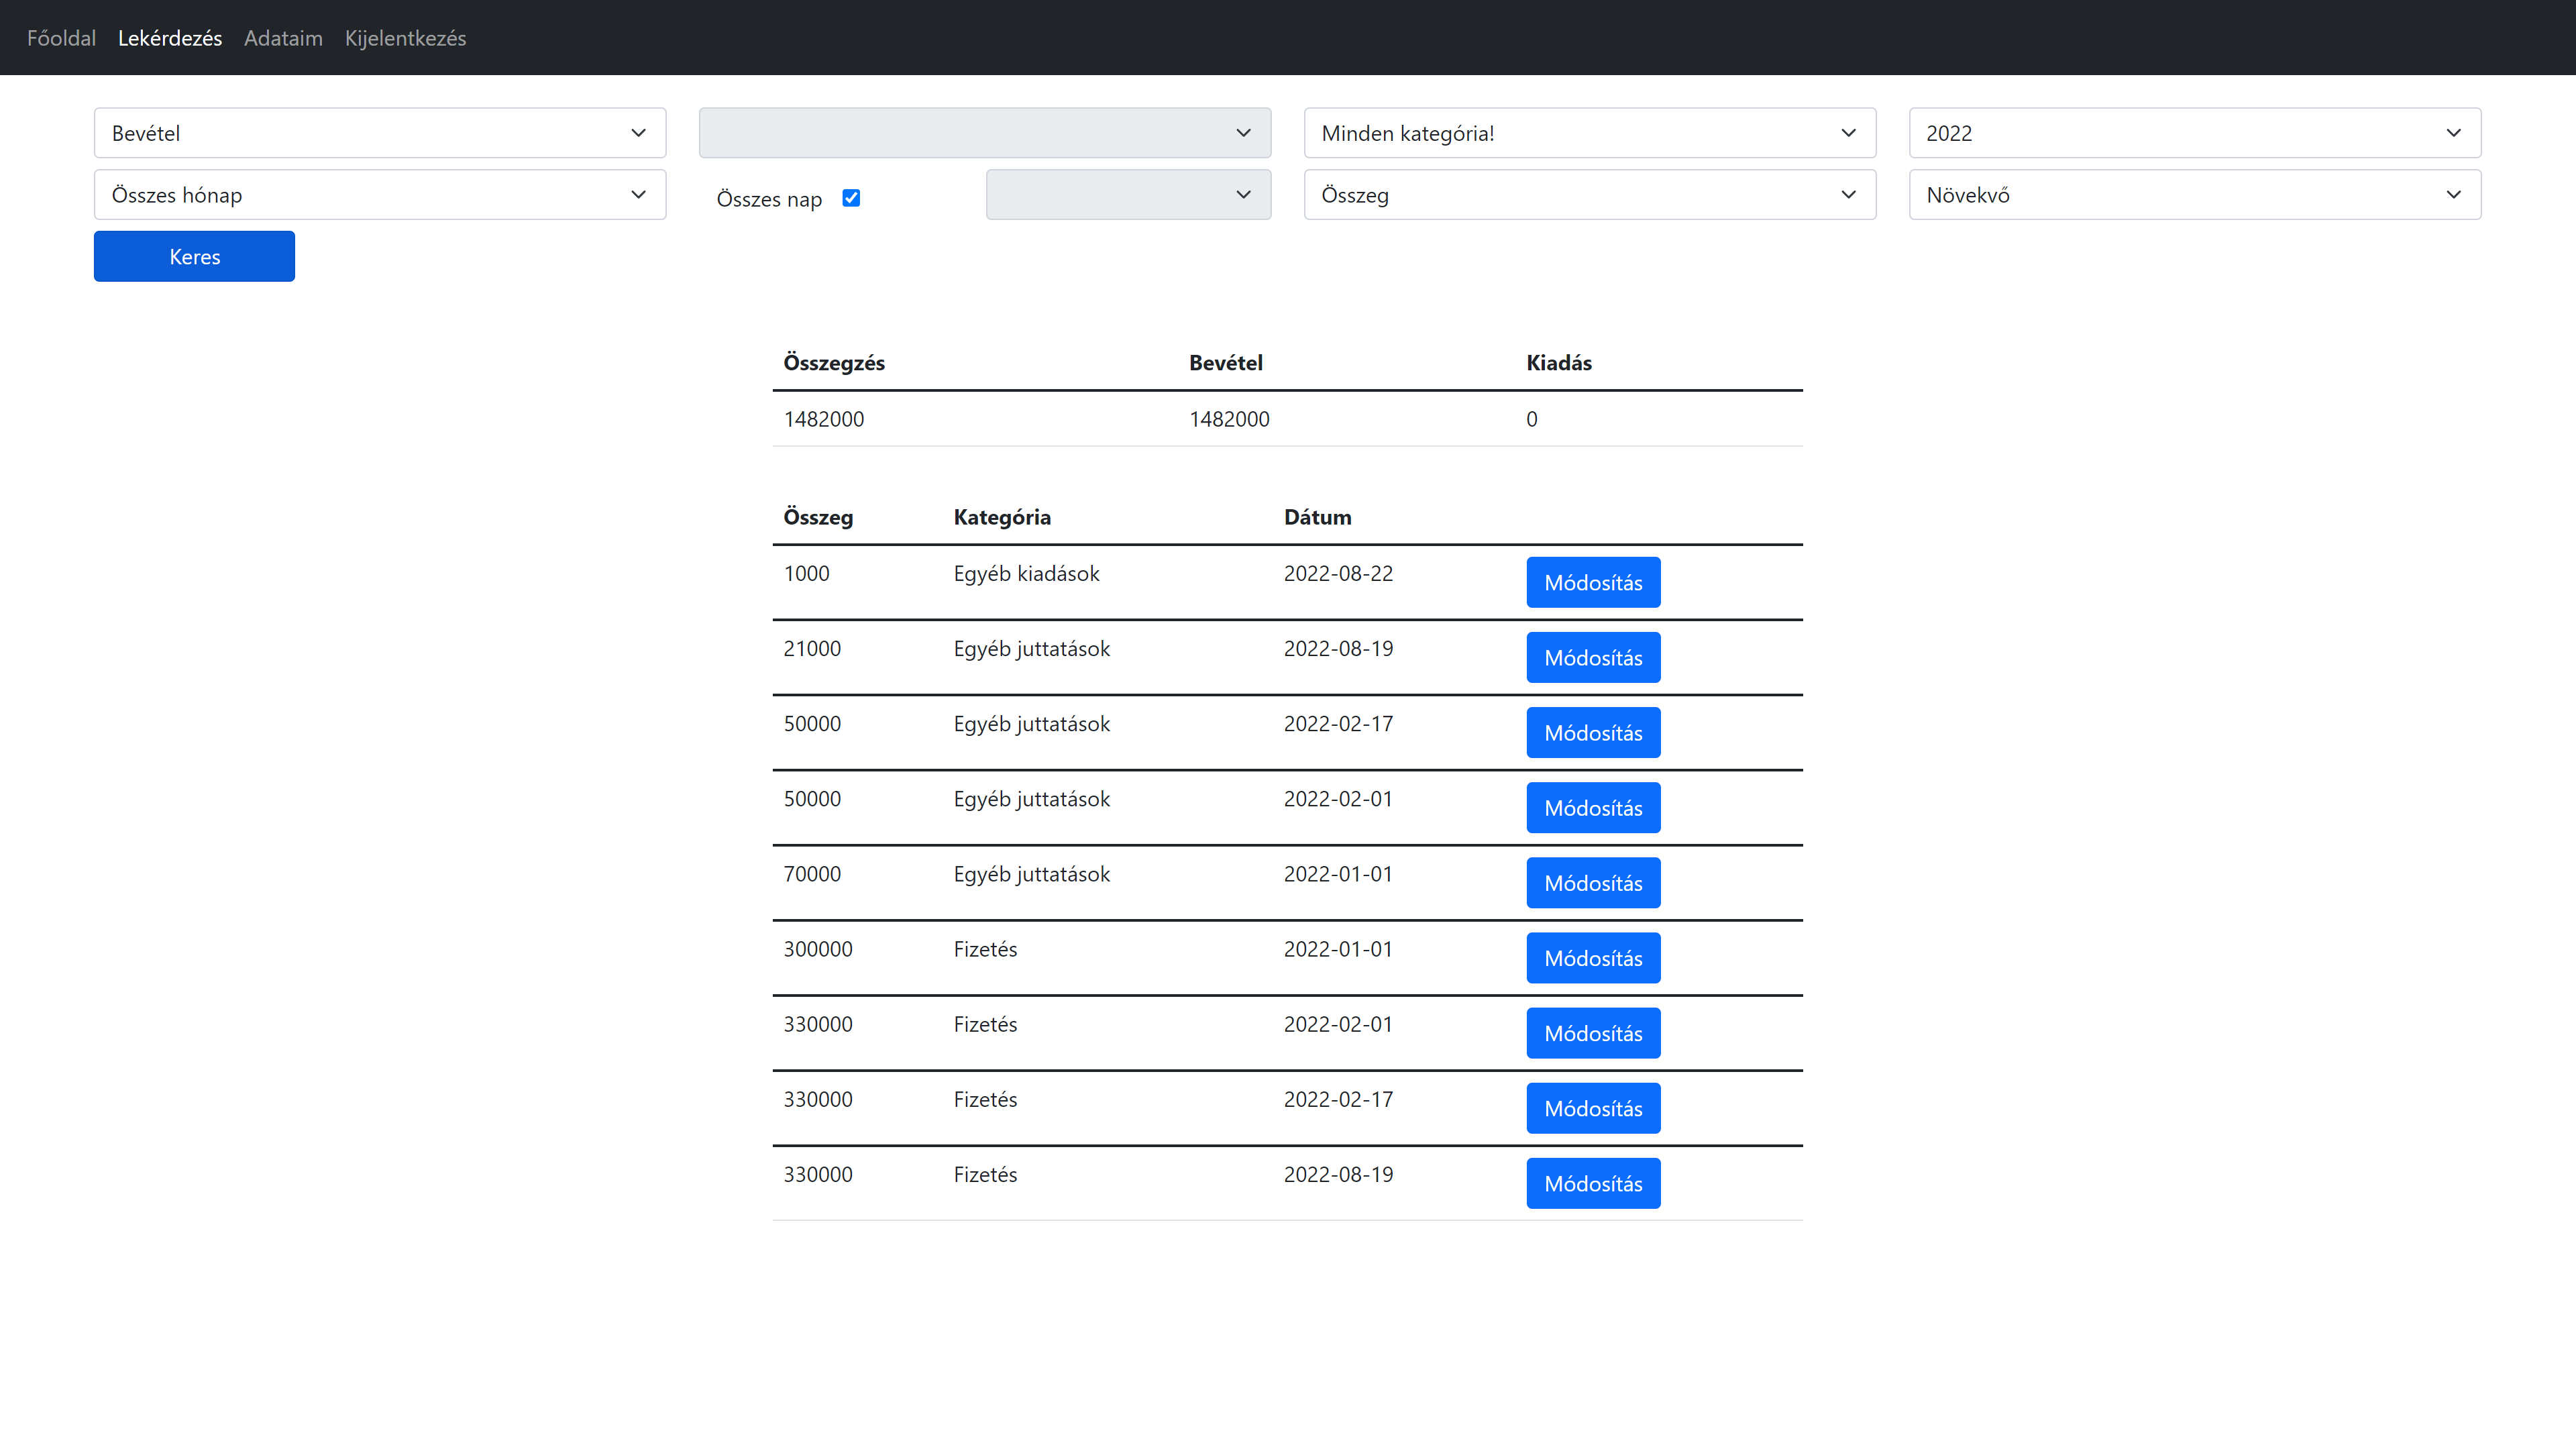 Főoldal Lekérdezés Adataim Kijelentkezés
Bevétel Minden kategória! 2022
Összes hónap Összes nap Összeg Növekvő
Keres
Összegzés Bevétel Kiadás
1482000 1482000 0
Összeg Kategória Dátum
1000 Egyéb kiadások 2022-08-22 Módosítás
21000 Egyéb juttatások 2022-08-19 Módosítás
50000 Egyéb juttatások 2022-02-17 Módosítás
50000 Egyéb juttatások 2022-02-01 Módosítás
70000 Egyéb juttatások 2022-01-01 Módosítás
300000 Fizetés 2022-01-01 Módosítás
330000 Fizetés 2022-02-01 Módosítás
330000 Fizetés 2022-02-17 Módosítás
330000 Fizetés 2022-08-19 Módosítás